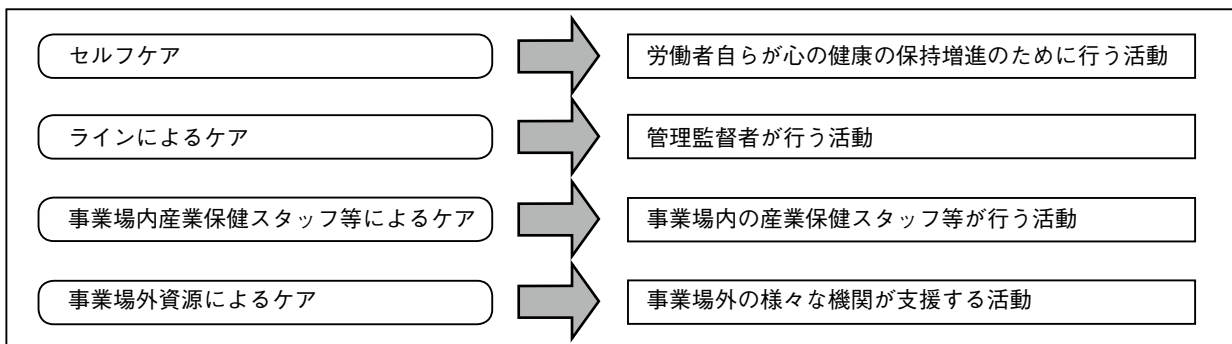 セルフケア
労働者自らが心の健康の保持増進のために行う活動
ラインによるケア
管理監督者が行う活動
事業場内産業保健スタッフ等によるケア
事業場内の産業保健スタッフ等が行う活動
事業場外資源によるケア
事業場外の様々な機関が支援する活動